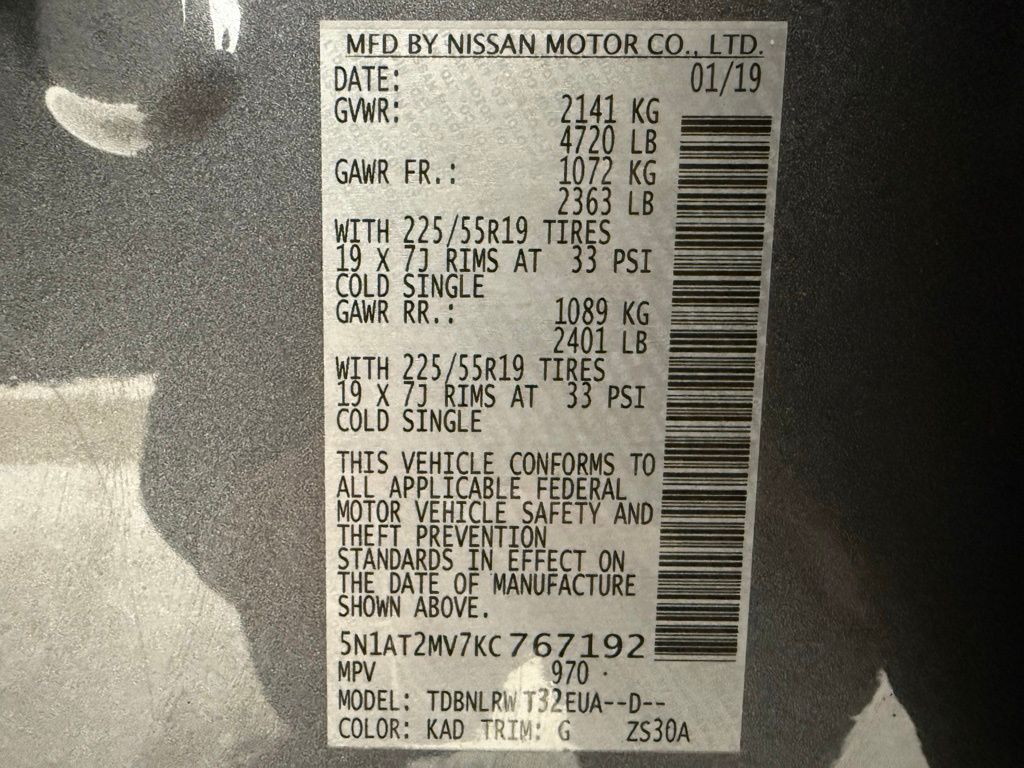 MFD BY NISSAN MOTOR CO., LTD.
DATE: 01/19
GVWR: 2141 KG
4720 LB
GAWR FR.: 1072 KG
2363 LB
WITH 225/55R19 TIRES
19 X 7J RIMS AT 33 PSI
COLD SINGLE
GAWR RR.: 1089 KG
2401 LB
WITH 225/55R19 TIRES
19 X 7J RIMS AT 33 PSI
COLD SINGLE
THIS VEHICLE CONFORMS TO
ALL APPLICABLE FEDERAL
MOTOR VEHICLE SAFETY AND
THEFT PREVENTION
STANDARDS IN EFFECT ON
THE DATE OF MANUFACTURE
SHOWN ABOVE.
5N1AT2MV7KC767192
MPV 970
MODEL: TDBNLRW T32EUA--D--
COLOR: KAD TRIM: G ZS30A